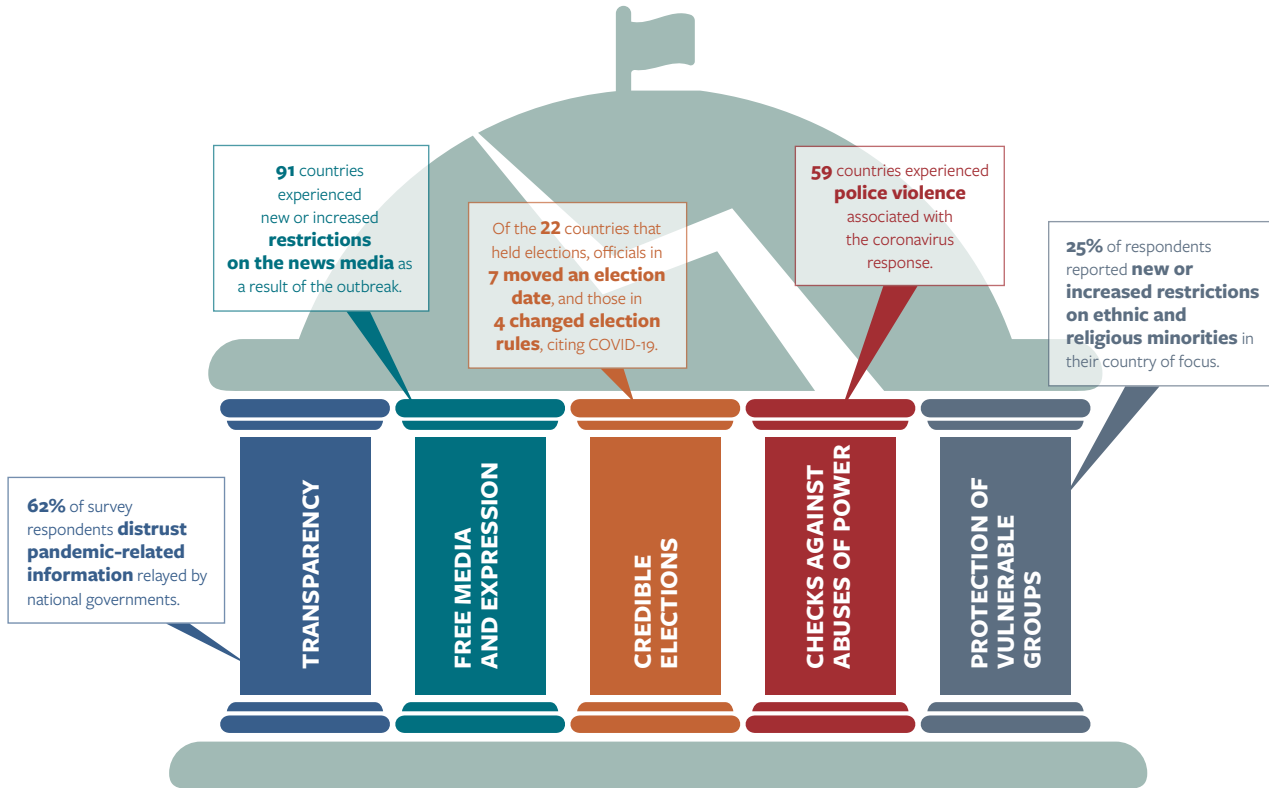 91 countries
experienced
new or increased
restrictions
on the news media as
a result of the outbreak.
Of the 22 countries that
held elections, officials in
7 moved an election
date, and those in
4 changed election
rules, citing COVID-19.
59 countries experienced
police violence
associated with
the coronavirus
response.
25% of respondents
reported new or
increased restrictions
on ethnic and
religious minorities in
their country of focus.
62% of survey
respondents distrust
pandemic-related
information relayed by
national governments.
TRANSPARENCY
FREE MEDIA
AND EXPRESSION
CREDIBLE
ELECTIONS
CHECKS AGAINST
ABUSES OF POWER
PROTECTION OF
VULNERABLE
GROUPS